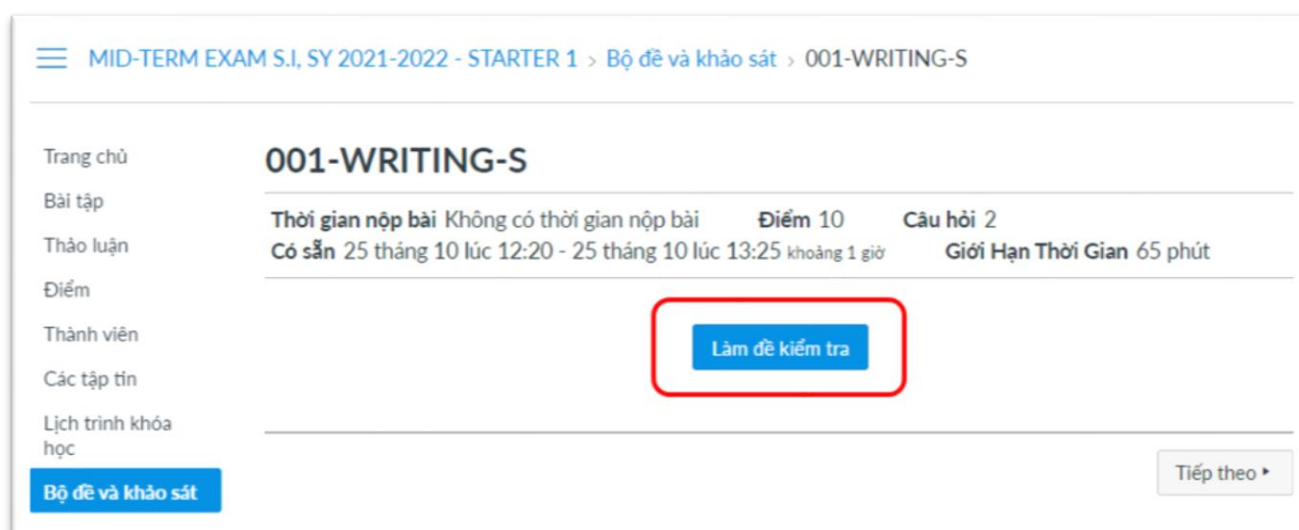 MID-TERM EXAM S.I, SY 2021-2022 - STARTER 1 > Bộ đề và khảo sát > 001-WRITING-S
Trang chủ
Bài tập
Thảo luận
Điểm
Thành viên
Các tập tin
Lịch trình khóa
học
Bộ đề và khảo sát
001-WRITING-S
Thời gian nộp bài Không có thời gian nộp bài Điểm 10 Câu hỏi 2
Có sẵn 25 tháng 10 lúc 12:20 - 25 tháng 10 lúc 13:25 khoảng 1 giờ Giới Hạn Thời Gian 65 phút
Làm đề kiểm tra
Tiếp theo